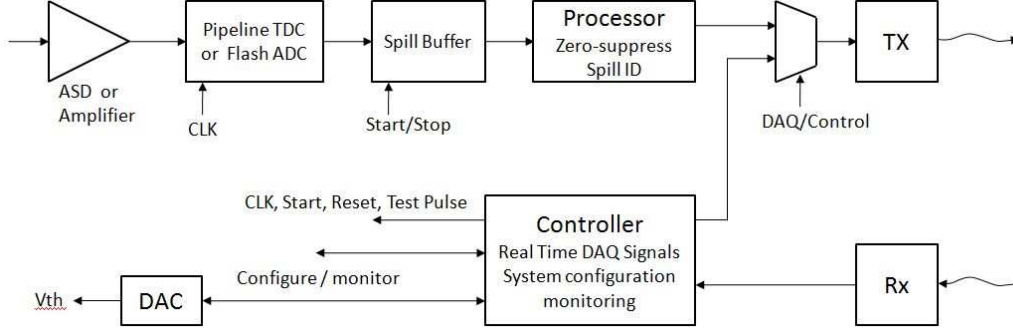 ASD or
Amplifier
Pipeline TDC
or Flash ADC
CLK
Spill Buffer
Start/Stop
Processor
Zero-suppress
Spill ID
DAQ/Control
TX
CLK, Start, Reset, Test Pulse
Configure / monitor
Vth
DAC
Controller
Real Time DAQ Signals
System configuration
monitoring
Rx